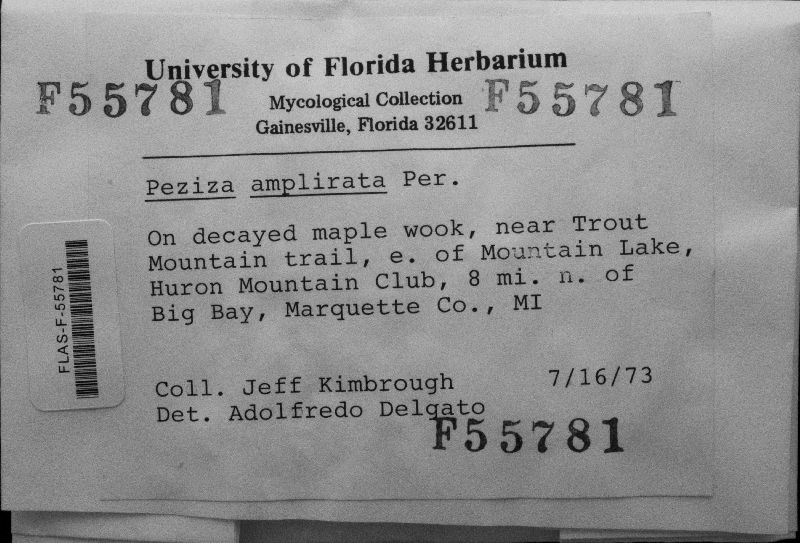 University of Florida Herbarium
F55781 Mycological Collection F55781
Gainesville, Florida 32611
Peziza amplirata Per.
On decayed maple wook, near Trout
Mountain trail, e. of Mountain Lake,
Huron Mountain Club, 8 mi. n. of
Big Bay, Marquette Co., MI
FLAS-F-55781
Coll. Jeff Kimbrough 7/16/73
Det. Adolfredo Delgato
F55781